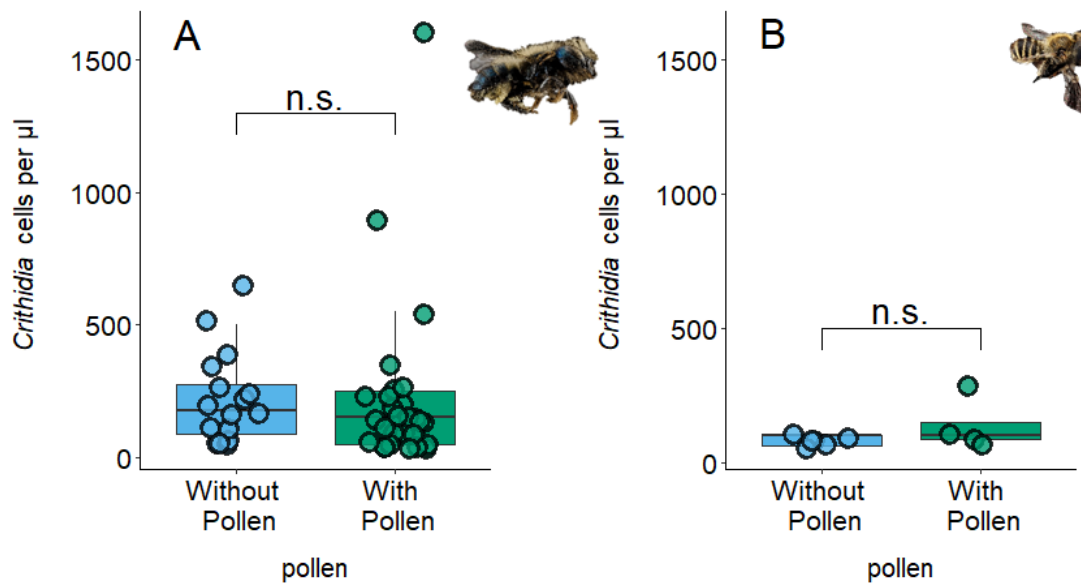 A
Crithidia cells per µl
1500
1000
500
0
n.s.
Without
Pollen
With
Pollen
pollen
B
Crithidia cells per µl
1500
1000
500
0
n.s.
Without
Pollen
With
Pollen
pollen